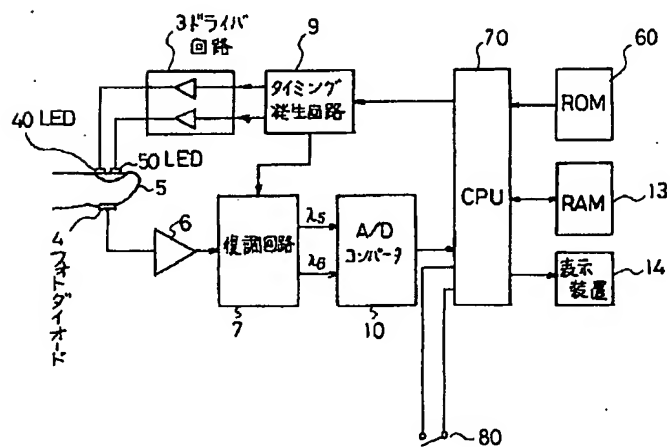 3ドライバ
回路
9
タイミング
発生回路
70
60
ROM
40 LED
50 LED
5
4 フォトダイオード
6
復調回路
λ5
λ6
7
A/D
コンバータ
10
CPU
RAM
13
表示
装置
14
80